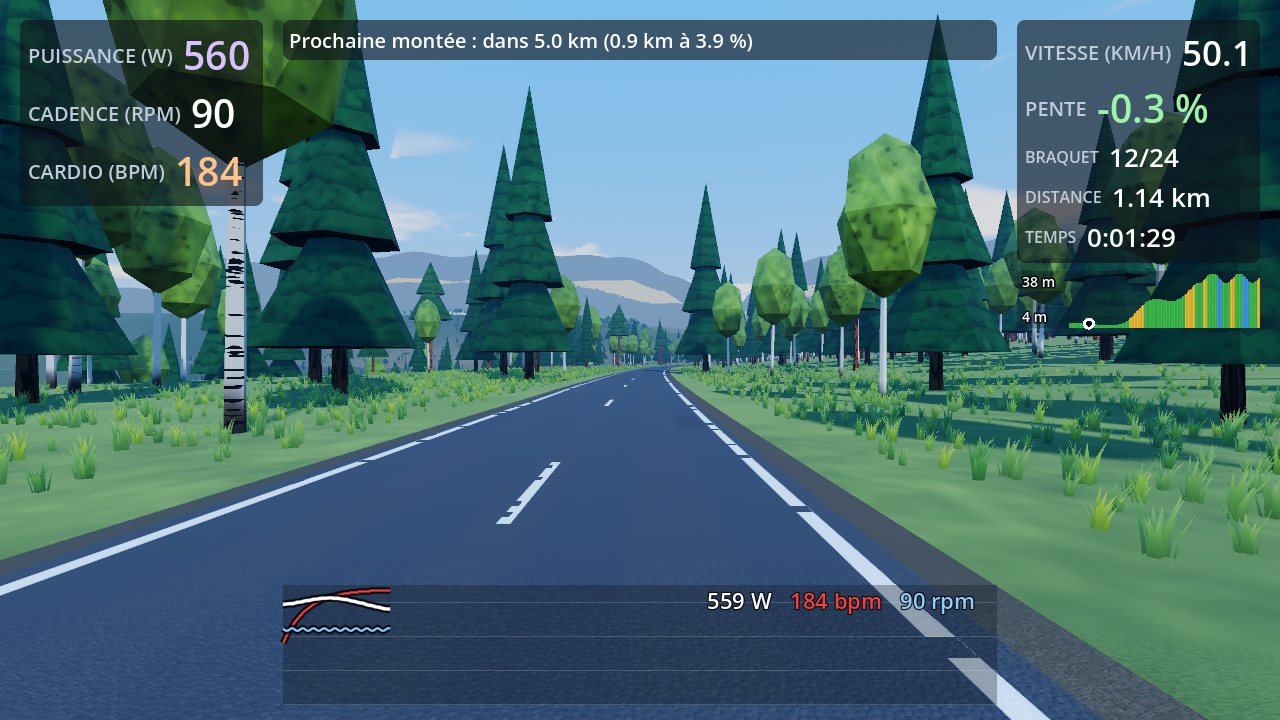 PUISSANCE (W) 560
CADENCE (RPM) 90
CARDIO (BPM) 184
Prochaine montée : dans 5.0 km (0.9 km à 3.9 %)
VITESSE (KM/H) 50.1
PENTE -0.3 %
BRAQUET 12/24
DISTANCE 1.14 km
TEMPS 0:01:29
38 m
4 m
559 W 184 bpm 90 rpm